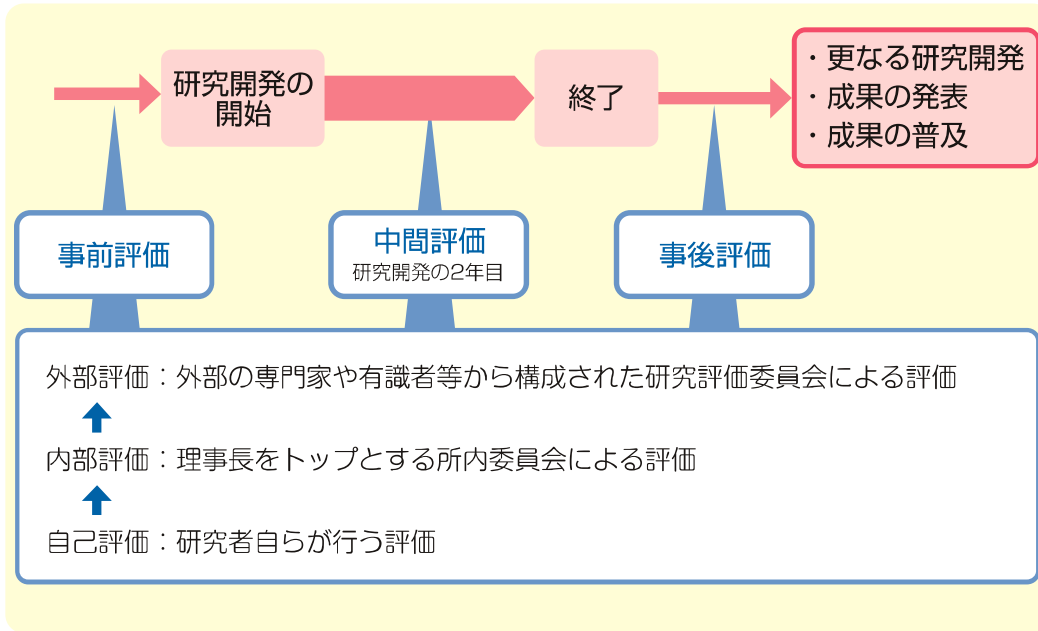 研究開発の
開始
終了
・更なる研究開発
・成果の発表
・成果の普及
事前評価
中間評価
研究開発の2年目
事後評価
外部評価：外部の専門家や有識者等から構成された研究評価委員会による評価
内部評価：理事長をトップとする所内委員会による評価
自己評価：研究者自らが行う評価